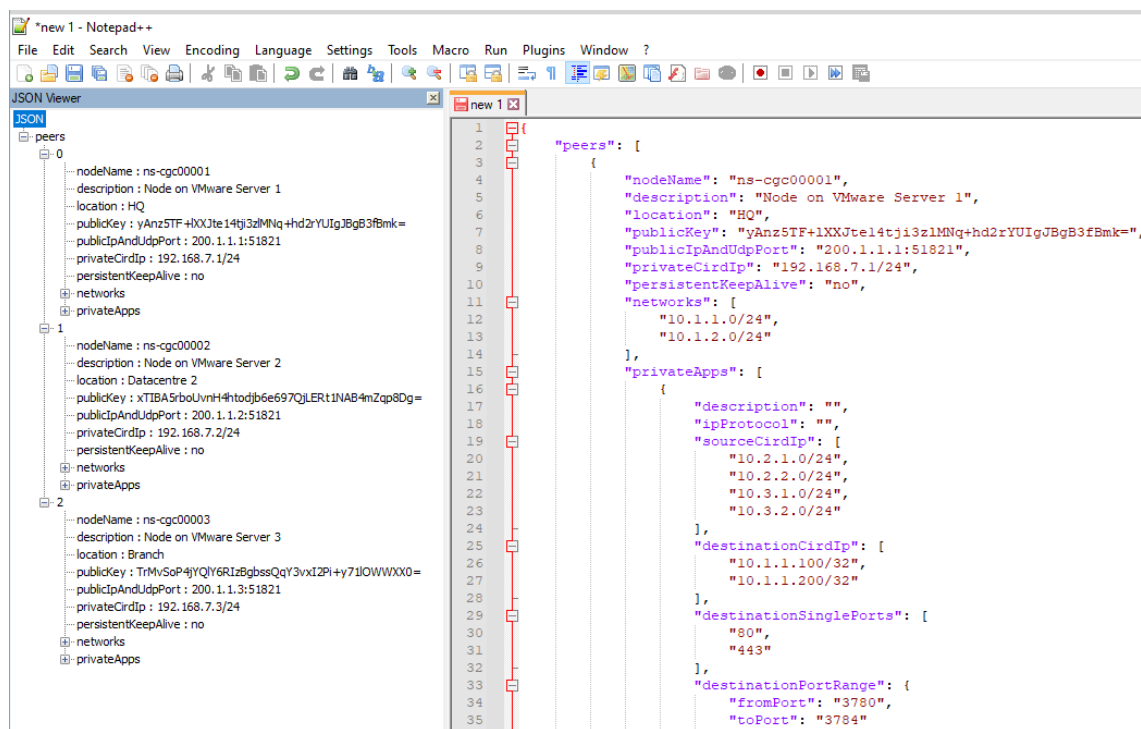 *new 1 - Notepad++
File Edit Search View Encoding Language Settings Tools Macro Run Plugins Window ?
JSON Viewer
JSON
peers
0
nodeName : ns-cgc00001
description : Node on VMware Server 1
location : HQ
publicKey : yAnz5TF+lXXJte14tji3zlMNq+hd2rYUIgJBgB3fBmk=
publicIpAndUdpPort : 200.1.1.1:51821
privateCirdIp : 192.168.7.1/24
persistentKeepAlive : no
networks
privateApps
1
nodeName : ns-cgc00002
description : Node on VMware Server 2
location : Datacentre 2
publicKey : xTIBA5rboUvnH4htodjb6e697QjLERt1NAB4mZqp8Dg=
publicIpAndUdpPort : 200.1.1.2:51821
privateCirdIp : 192.168.7.2/24
persistentKeepAlive : no
networks
privateApps
2
nodeName : ns-cgc00003
description : Node on VMware Server 3
location : Branch
publicKey : TrMvSoP4jYQlY6RIzBgbssQqY3vxI2Pi+y71lOWWXX0=
publicIpAndUdpPort : 200.1.1.3:51821
privateCirdIp : 192.168.7.3/24
persistentKeepAlive : no
networks
privateApps
new 1
1 {
2 "peers": [
3 {
4 "nodeName": "ns-cgc00001",
5 "description": "Node on VMware Server 1",
6 "location": "HQ",
7 "publicKey": "yAnz5TF+lXXJte14tji3zlMNq+hd2rYUIgJBgB3fBmk=",
8 "publicIpAndUdpPort": "200.1.1.1:51821",
9 "privateCirdIp": "192.168.7.1/24",
10 "persistentKeepAlive": "no",
11 "networks": [
12 "10.1.1.0/24",
13 "10.1.2.0/24"
14 ],
15 "privateApps": [
16 {
17 "description": "",
18 "ipProtocol": "",
19 "sourceCirdIp": [
20 "10.2.1.0/24",
21 "10.2.2.0/24",
22 "10.3.1.0/24",
23 "10.3.2.0/24"
24 ],
25 "destinationCirdIp": [
26 "10.1.1.100/32",
27 "10.1.1.200/32"
28 ],
29 "destinationSinglePorts": [
30 "80",
31 "443"
32 ],
33 "destinationPortRange": {
34 "fromPort": "3780",
35 "toPort": "3784"